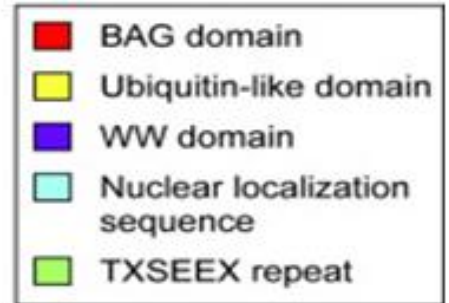 BAG domain
Ubiquitin-like domain
WW domain
Nuclear localization
sequence
TXSEEX repeat